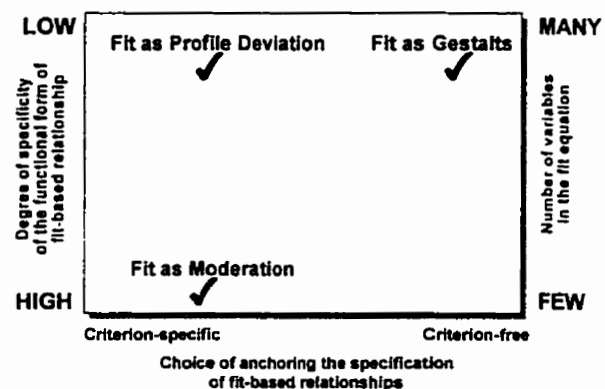 LOW
Fit as Profile Deviation
Fit as Gestalts
MANY
Degree of specificity
of the functional form of
fit-based relationship
Number of variables
in the fit equation
Fit as Moderation
HIGH
FEW
Criterion-specific
Criterion-free
Choice of anchoring the specification
of fit-based relationships